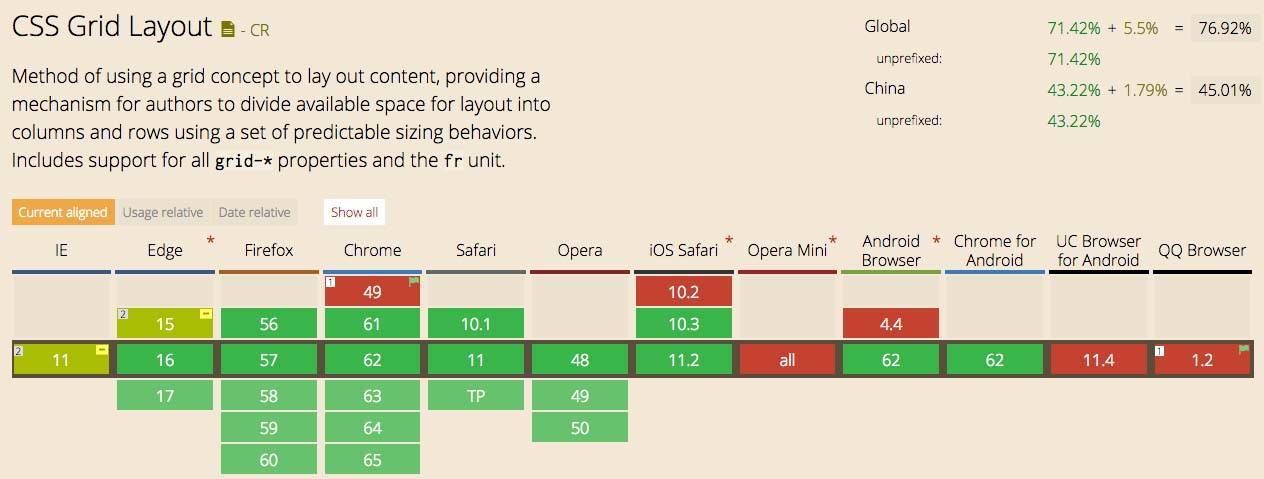 CSS Grid Layout - CR
Method of using a grid concept to lay out content, providing a
mechanism for authors to divide available space for layout into
columns and rows using a set of predictable sizing behaviors.
Includes support for all grid-* properties and the fr unit.
Global 71.42% + 5.5% = 76.92%
unprefixed: 71.42%
China 43.22% + 1.79% = 45.01%
unprefixed: 43.22%
Current aligned Usage relative Date relative Show all
IE Edge * Firefox Chrome Safari Opera iOS Safari * Opera Mini * Android Browser * Chrome for Android UC Browser for Android QQ Browser
1 49 10.2
2 15 56 61 10.1 10.3 4.4
2 11 16 57 62 11 48 11.2 all 62 62 11.4 1 1.2
17 58 63 TP 49
59 64 50
60 65